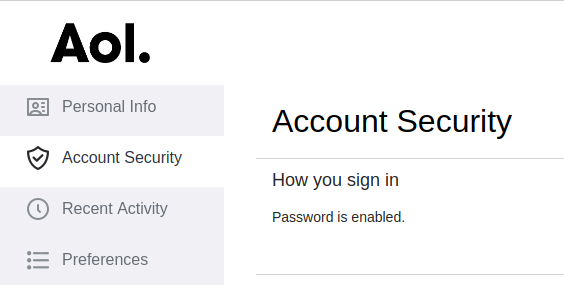 Aol.
Personal Info
Account Security
Recent Activity
Preferences
Account Security
How you sign in
Password is enabled.